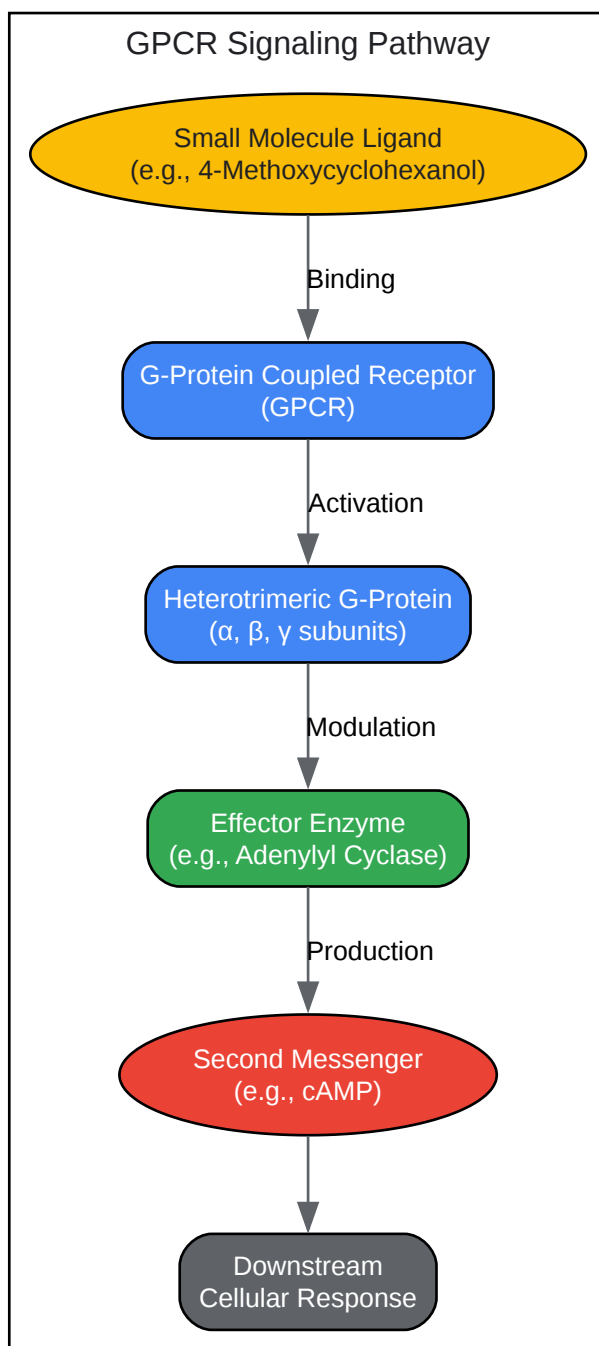 GPCR Signaling Pathway
Small Molecule Ligand
(e.g., 4-Methoxycyclohexanol)
Binding
G-Protein Coupled Receptor
(GPCR)
Activation
Heterotrimeric G-Protein
(α, β, γ subunits)
Modulation
Effector Enzyme
(e.g., Adenylyl Cyclase)
Production
Second Messenger
(e.g., cAMP)
Downstream
Cellular Response